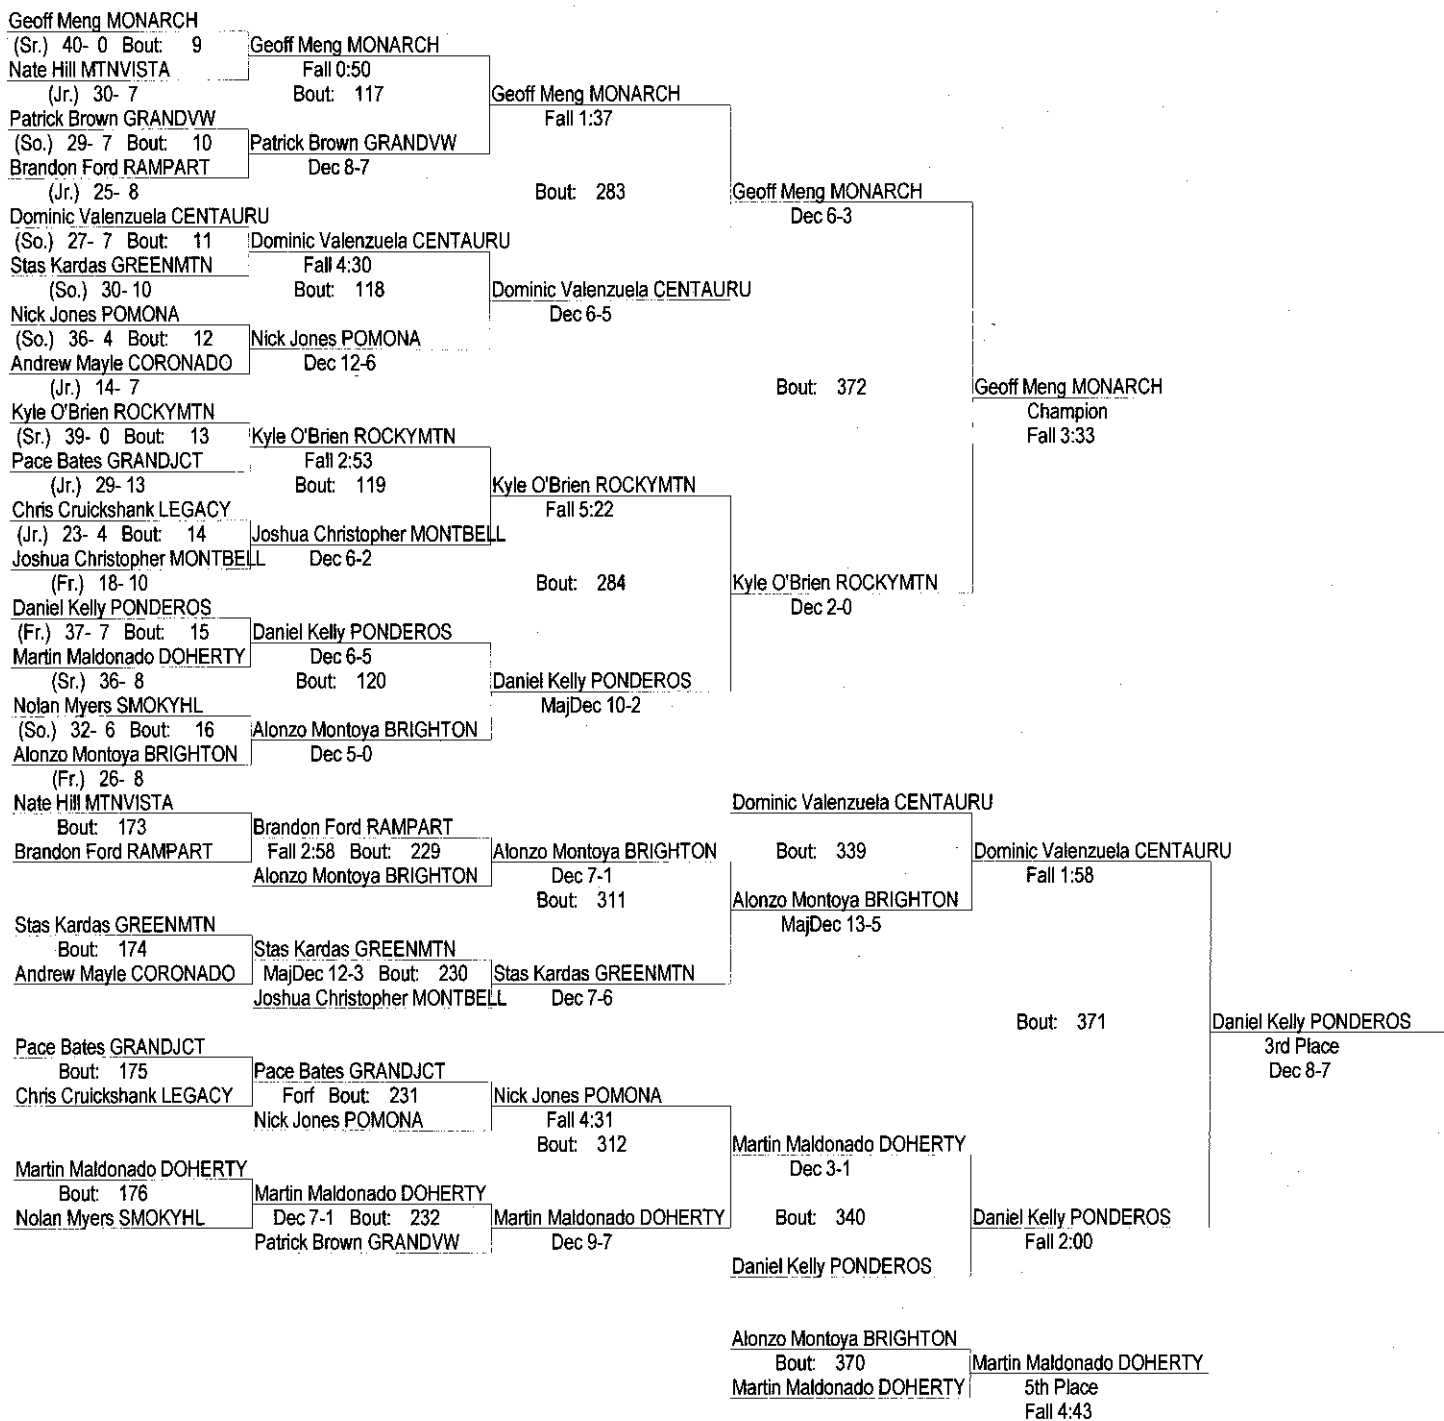 Geoff Meng MONARCH
(Sr.) 40- 0 Bout: 9 Geoff Meng MONARCH
Nate Hill MTNVISTA Fall 0:50
(Jr.) 30- 7 Bout: 117 Geoff Meng MONARCH
Patrick Brown GRANDVW Fall 1:37
(So.) 29- 7 Bout: 10 Patrick Brown GRANDVW
Brandon Ford RAMPART Dec 8-7
(Jr.) 25- 8 Bout: 283 Geoff Meng MONARCH
Dominic Valenzuela CENTAURU Dec 6-3
(So.) 27- 7 Bout: 11 Dominic Valenzuela CENTAURU
Stas Kardas GREENMTN Fall 4:30
(So.) 30- 10 Bout: 118 Dominic Valenzuela CENTAURU
Nick Jones POMONA Dec 6-5
(So.) 36- 4 Bout: 12 Nick Jones POMONA
Andrew Mayle CORONADO Dec 12-6
(Jr.) 14- 7 Bout: 372 Geoff Meng MONARCH
Kyle O'Brien ROCKYMTN Champion
(Sr.) 39- 0 Bout: 13 Kyle O'Brien ROCKYMTN Fall 3:33
Pace Bates GRANDJCT Fall 2:53
(Jr.) 29- 13 Bout: 119 Kyle O'Brien ROCKYMTN
Chris Cruickshank LEGACY Fall 5:22
(Jr.) 23- 4 Bout: 14 Joshua Christopher MONTBELL
Joshua Christopher MONTBELL Dec 6-2
(Fr.) 18- 10 Bout: 284 Kyle O'Brien ROCKYMTN
Daniel Kelly PONDEROS Dec 2-0
(Fr.) 37- 7 Bout: 15 Daniel Kelly PONDEROS
Martin Maldonado DOHERTY Dec 6-5
(Sr.) 36- 8 Bout: 120 Daniel Kelly PONDEROS
Nolan Myers SMOKYHL MajDec 10-2
(So.) 32- 6 Bout: 16 Alonzo Montoya BRIGHTON
Alonzo Montoya BRIGHTON Dec 5-0
(Fr.) 26- 8
Nate Hill MTNVISTA Dominic Valenzuela CENTAURU
Bout: 173 Brandon Ford RAMPART
Brandon Ford RAMPART Fall 2:58 Bout: 229 Alonzo Montoya BRIGHTON Bout: 339 Dominic Valenzuela CENTAURU
Alonzo Montoya BRIGHTON Dec 7-1 Fall 1:58
Bout: 311 Alonzo Montoya BRIGHTON
Stas Kardas GREENMTN MajDec 13-5
Bout: 174 Stas Kardas GREENMTN
Andrew Mayle CORONADO MajDec 12-3 Bout: 230 Stas Kardas GREENMTN
Joshua Christopher MONTBELL Dec 7-6
Bout: 371 Daniel Kelly PONDEROS
Pace Bates GRANDJCT 3rd Place
Bout: 175 Pace Bates GRANDJCT Dec 8-7
Chris Cruickshank LEGACY Forf Bout: 231 Nick Jones POMONA
Nick Jones POMONA Fall 4:31
Bout: 312 Martin Maldonado DOHERTY
Martin Maldonado DOHERTY Dec 3-1
Bout: 176 Martin Maldonado DOHERTY
Nolan Myers SMOKYHL Dec 7-1 Bout: 232 Martin Maldonado DOHERTY Bout: 340 Daniel Kelly PONDEROS
Patrick Brown GRANDVW Dec 9-7 Fall 2:00
Daniel Kelly PONDEROS
Alonzo Montoya BRIGHTON
Bout: 370 Martin Maldonado DOHERTY
Martin Maldonado DOHERTY 5th Place
Fall 4:43